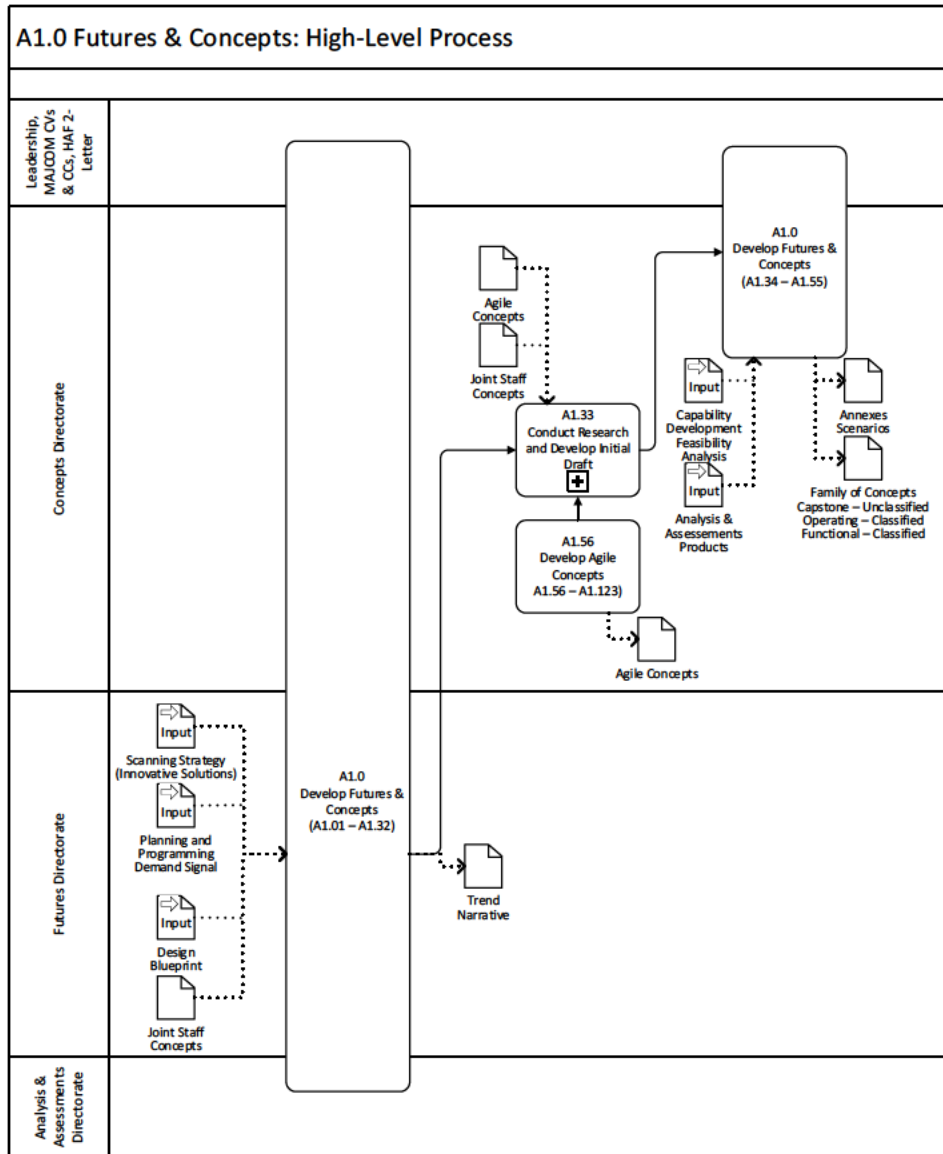 A1.0 Futures & Concepts: High-Level Process
Leadership,
MAJCOM CVs
& CCs, HAF 2-
Letter
A1.0
Develop Futures &
Concepts
(A1.34 – A1.55)
Concepts Directorate
Agile
Concepts
Joint Staff
Concepts
A1.33
Conduct Research
and Develop Initial
Draft
A1.56
Develop Agile
Concepts
A1.56 – A1.123)
Agile Concepts
Input
Capability
Development
Feasibility
Analysis
Input
Analysis &
Assessements
Products
Annexes
Scenarios
Family of Concepts
Capstone – Unclassified
Operating – Classified
Functional – Classified
Futures Directorate
Input
Scanning Strategy
(Innovative Solutions)
Input
Planning and
Programming
Demand Signal
Input
Design
Blueprint
Joint Staff
Concepts
A1.0
Develop Futures &
Concepts
(A1.01 – A1.32)
Trend
Narrative
Analysis &
Assessments
Directorate